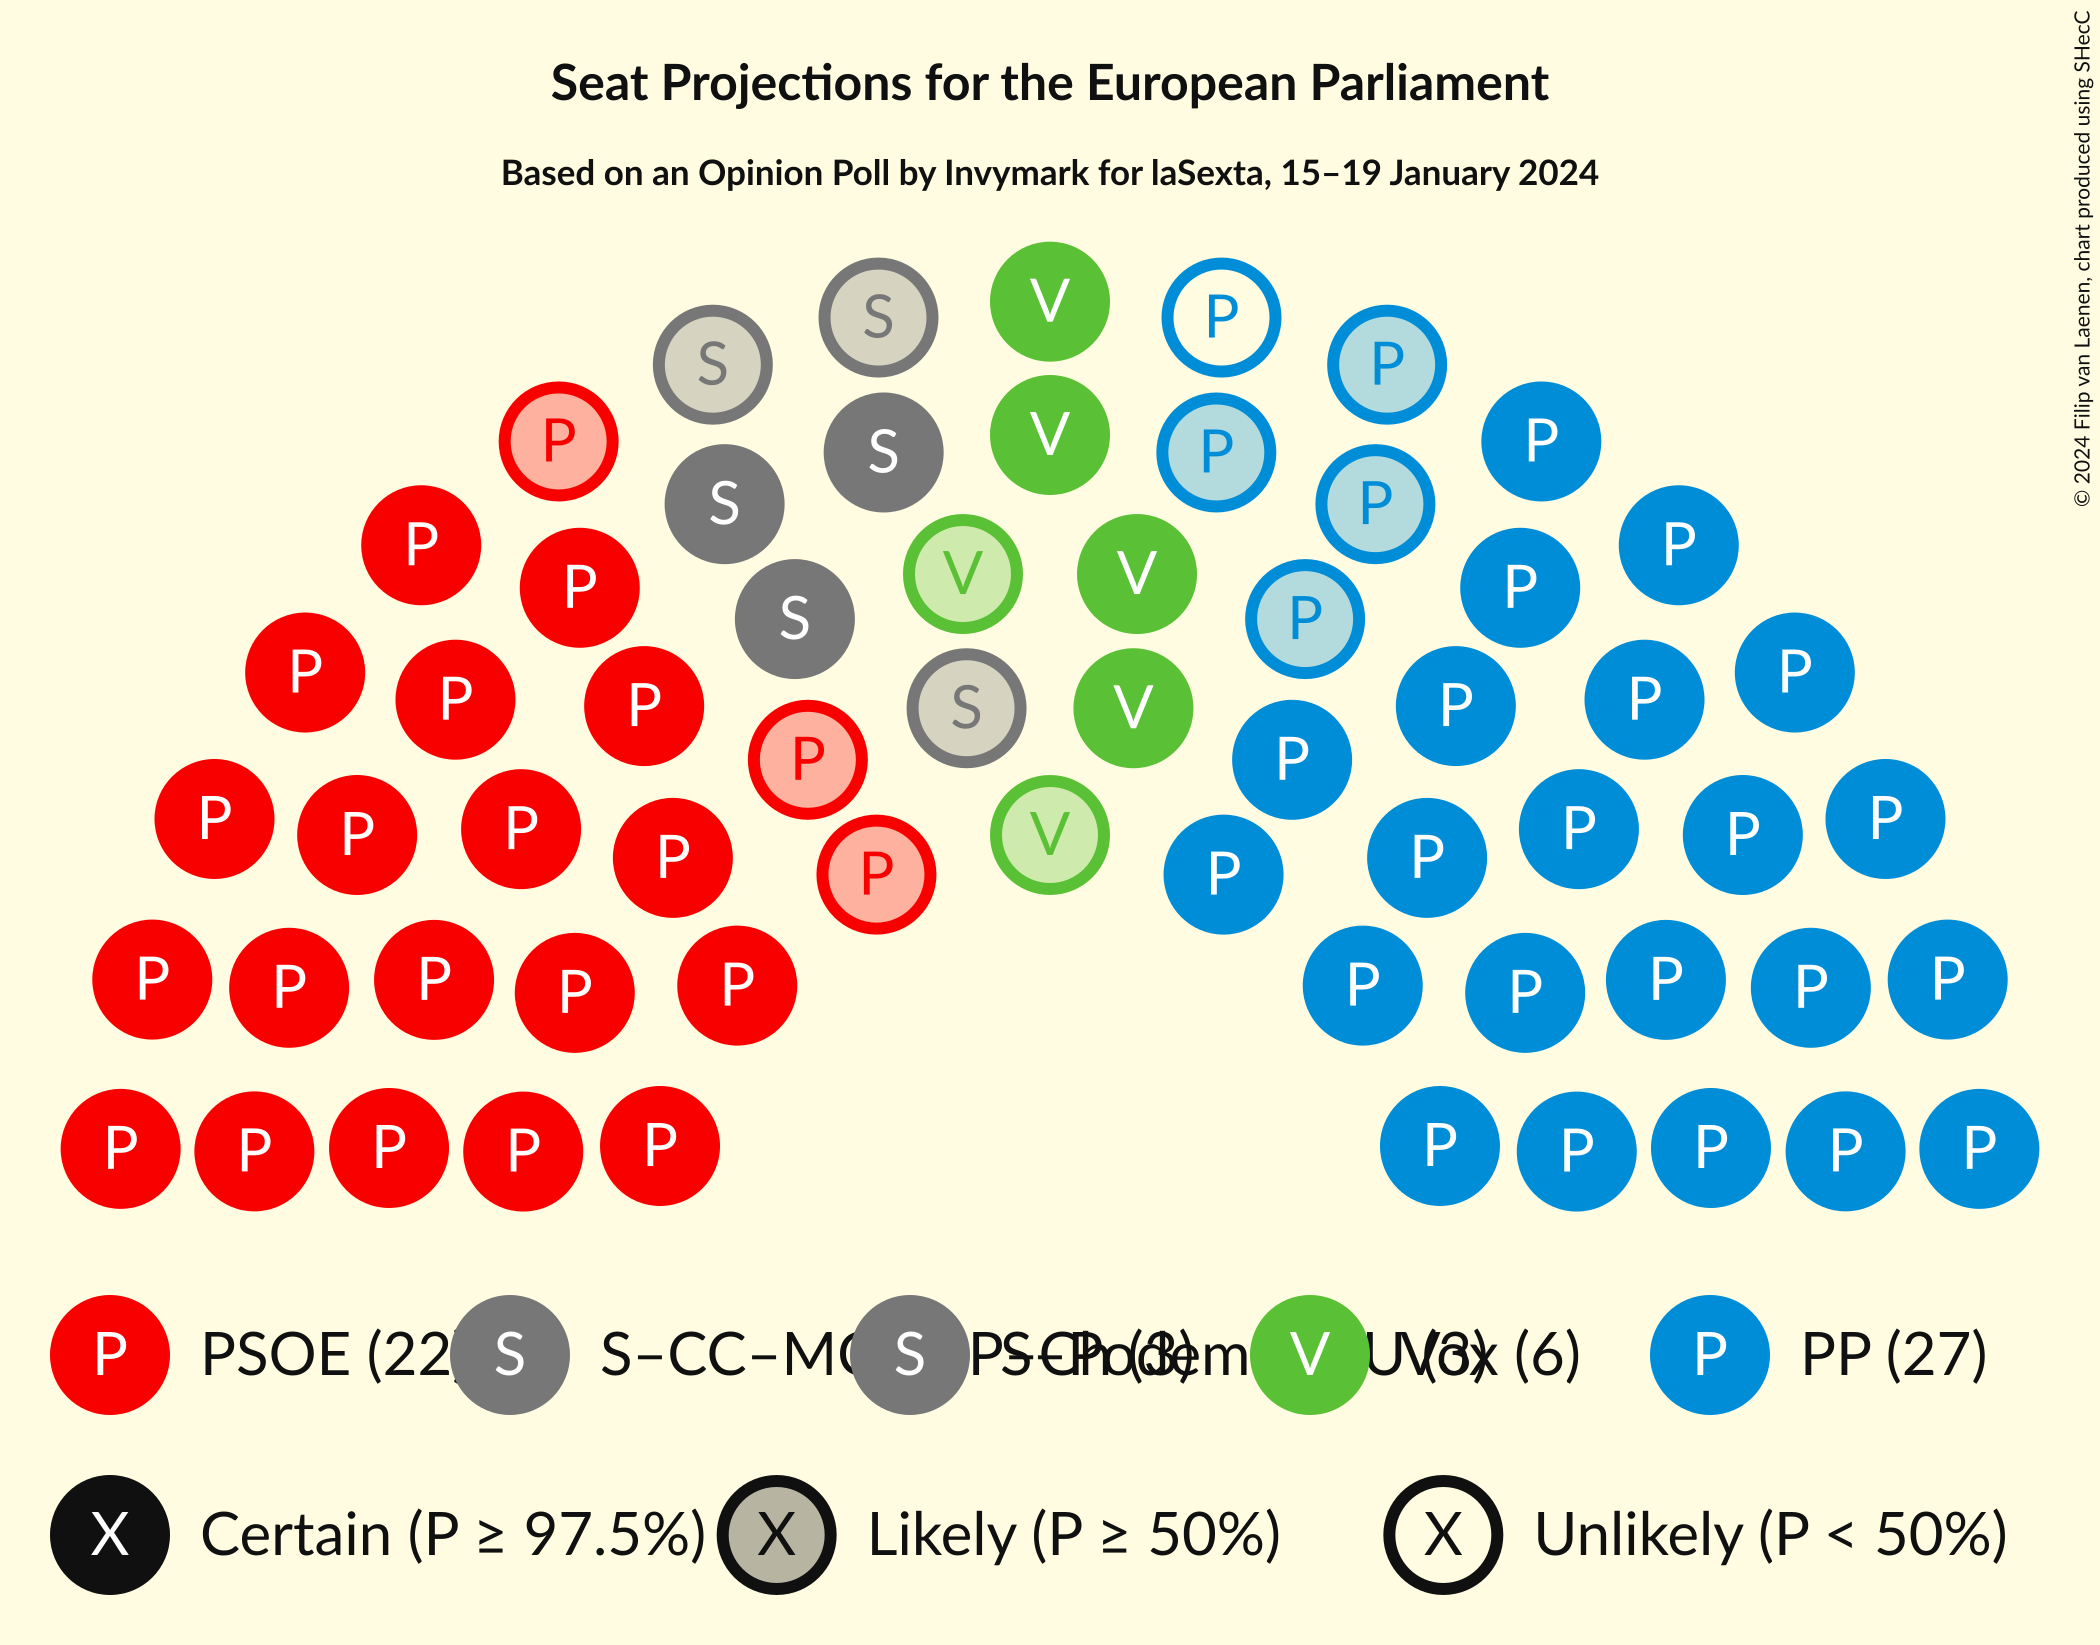 Seat Projections for the European Parliament
Based on an Opinion Poll by Invymark for laSexta, 15–19 January 2024
© 2024 Filip van Laenen, chart produced using SHecC
V
S P
S P
V
P S P P
S P
P V V P
P P S S P P
P P P P P P
S V
P P P P
P P P V P P P
P P P P
P P P P P P P P P P
P P P P P P P P P P
P PSOE (22) S S–CC–MC S V Vox (6) P PP (27)
X Certain (P ≥ 97.5%) X Likely (P ≥ 50%) X Unlikely (P < 50%)